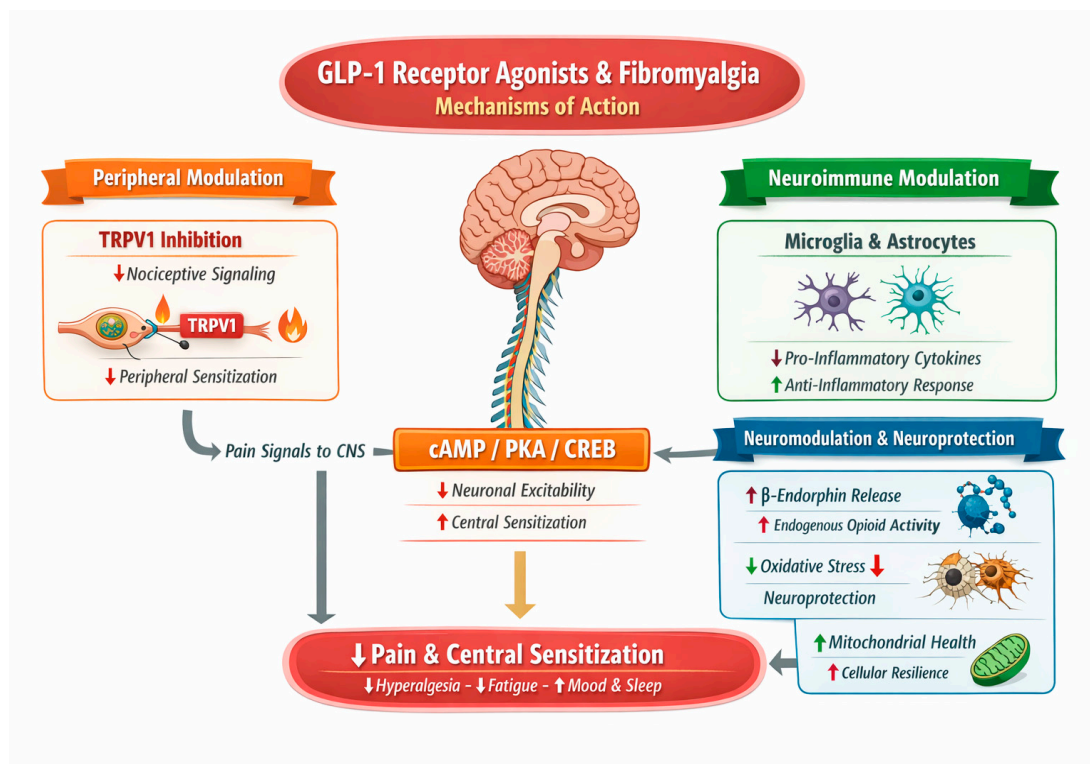 GLP-1 Receptor Agonists & Fibromyalgia
Mechanisms of Action
Peripheral Modulation
TRPV1 Inhibition
↓ Nociceptive Signaling
TRPV1
↓ Peripheral Sensitization
Pain Signals to CNS
cAMP / PKA / CREB
↓ Neuronal Excitability
↑ Central Sensitization
Neuroimmune Modulation
Microglia & Astrocytes
↓ Pro-Inflammatory Cytokines
↑ Anti-Inflammatory Response
Neuromodulation & Neuroprotection
↑ β-Endorphin Release
↑ Endogenous Opioid Activity
↓ Oxidative Stress ↓
Neuroprotection
↑ Mitochondrial Health
↑ Cellular Resilience
↓ Pain & Central Sensitization
↓ Hyperalgesia - ↓ Fatigue - ↑ Mood & Sleep